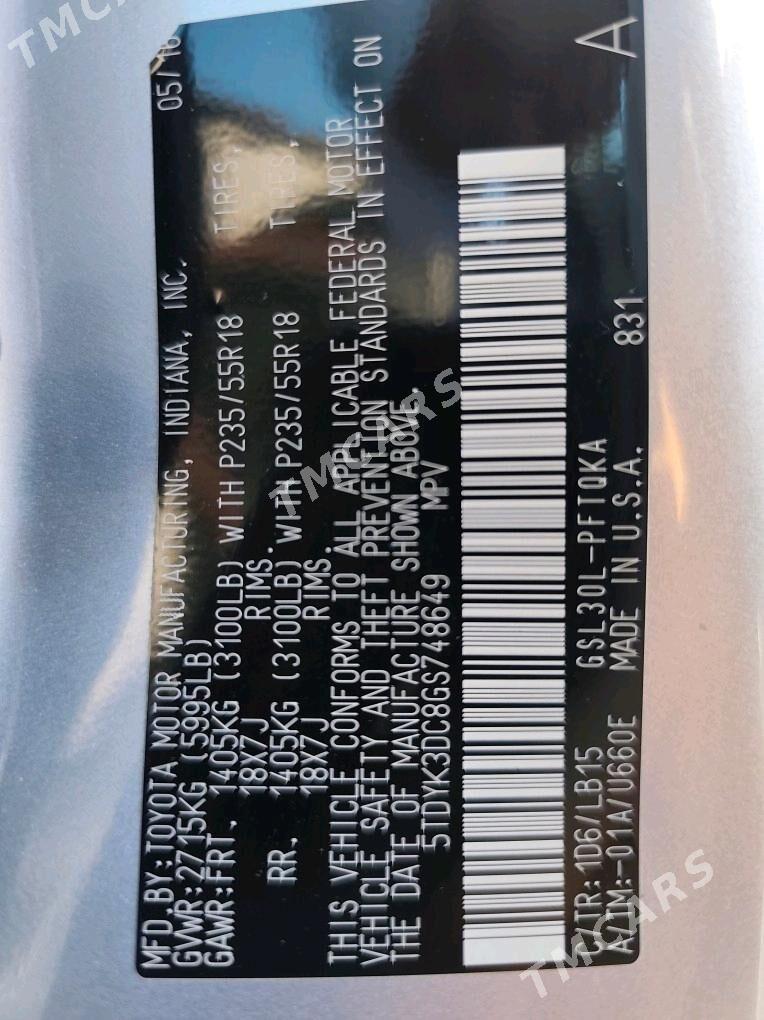 MFD.BY:TOYOTA MOTOR MANUFACTURING, INDIANA, INC. 05/16
GVWR:2715KG (5995LB)
GAWR:FRT. 1405KG (3100LB) WITH P235/55R18 TIRES,
18X7J RIMS.
RR. 1405KG (3100LB) WITH P235/55R18 TIRES,
18X7J RIMS.
THIS VEHICLE CONFORMS TO ALL APPLICABLE FEDERAL MOTOR
VEHICLE SAFETY AND THEFT PREVENTION STANDARDS IN EFFECT ON
THE DATE OF MANUFACTURE SHOWN ABOVE.
5TDYK3DC8GS748649 MPV
C/TR:1D6/LB15 GSL30L-PFTQKA
A/TM:-01A/U660E MADE IN U.S.A. 831 A
TMCARS
TMCARS
TMCARS